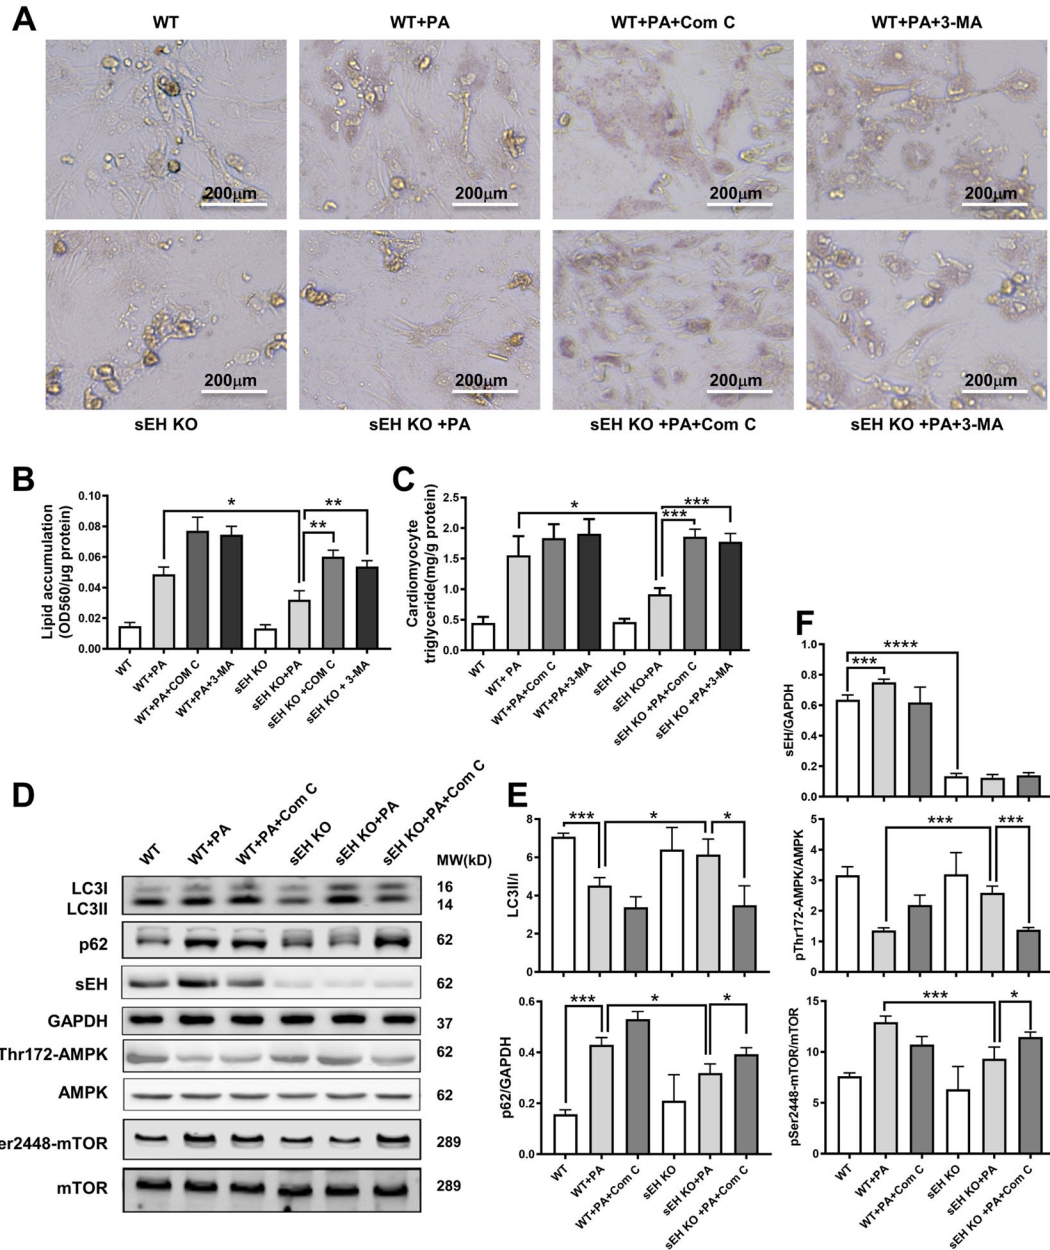 A
WT
WT+PA
WT+PA+Com C
WT+PA+3-MA
200μm
200μm
200μm
200μm
200μm
200μm
200μm
200μm
sEH KO
sEH KO +PA
sEH KO +PA+Com C
sEH KO +PA+3-MA
B
Lipid accumulation
(OD560/μg protein)
0.10
0.08
0.06
0.04
0.02
0.00
*
**
**
WT
WT+PA
WT+PA+COM C
WT+PA+3-MA
sEH KO
sEH KO+PA
sEH KO +COM C
sEH KO + 3-MA
C
Cardiomyocyte
triglyceride(mg/g protein)
2.5
2.0
1.5
1.0
0.5
0.0
*
***
***
WT
WT+ PA
WT+PA+Com C
WT+PA+3-MA
sEH KO
sEH KO+PA
sEH KO +PA+Com C
sEH KO +PA+3-MA
D
WT
WT+PA
WT+PA+Com C
sEH KO
sEH KO+PA
sEH KO+PA+Com C
MW(kD)
LC3I
16
LC3II
14
p62
62
sEH
62
GAPDH
37
Thr172-AMPK
62
AMPK
62
er2448-mTOR
289
mTOR
289
E
LC3II/I
8
6
4
2
0
***
*
*
p62/GAPDH
0.6
0.4
0.2
0.0
***
*
*
WT
WT+PA
WT+PA+Com C
sEH KO
sEH KO+PA
sEH KO +PA+Com C
F
sEH/GAPDH
1.0
0.8
0.6
0.4
0.2
0.0
****
***
pThr172-AMPK/AMPK
5
4
3
2
1
0
***
***
pSer2448-mTOR/mTOR
15
10
5
0
***
*
WT
WT+PA
WT+PA+Com C
sEH KO
sEH KO+PA
sEH KO +PA+Com C